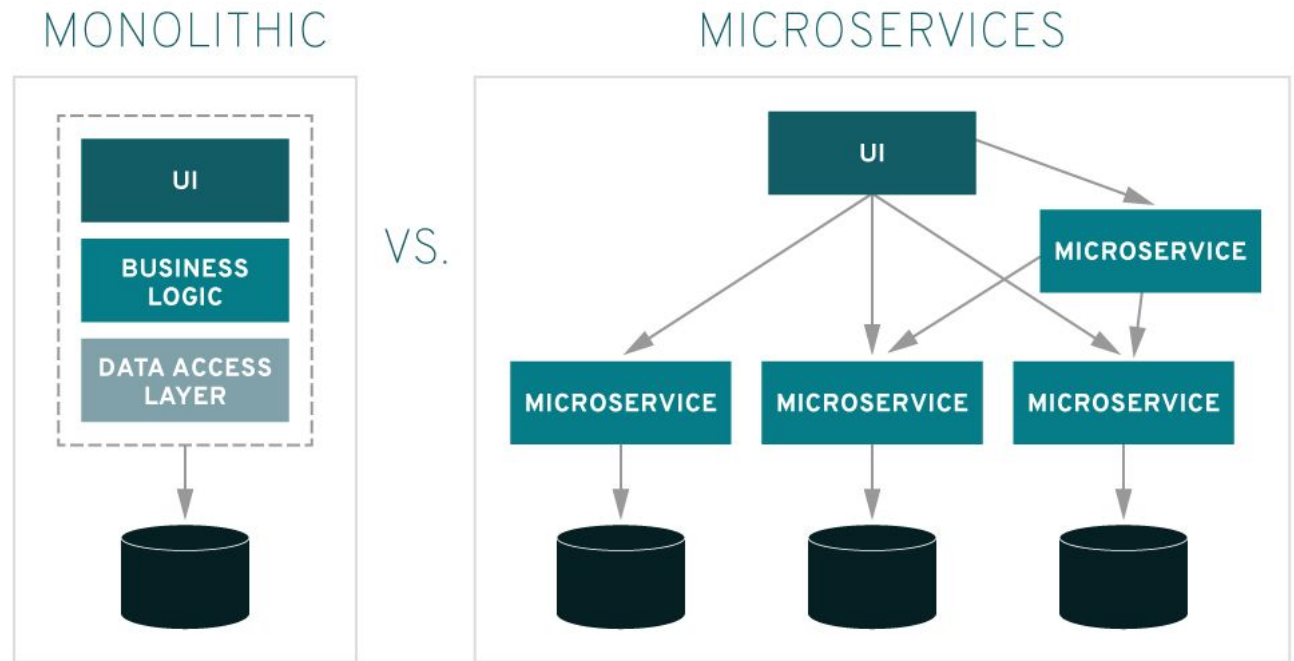 MONOLITHIC
MICROSERVICES
UI
BUSINESS
LOGIC
DATA ACCESS
LAYER
VS.
UI
MICROSERVICE
MICROSERVICE
MICROSERVICE
MICROSERVICE